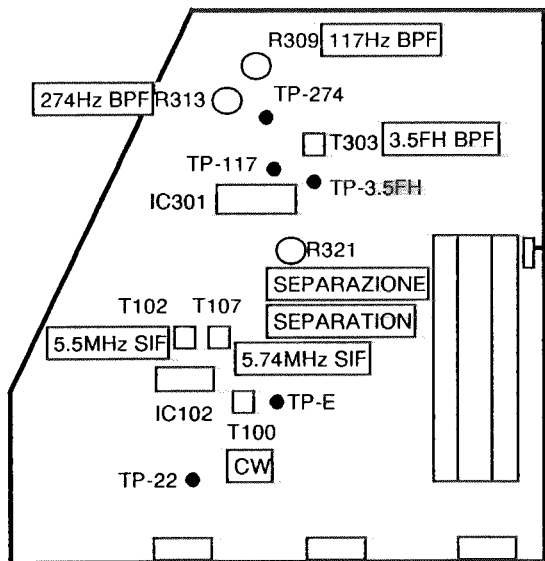 R309 117Hz BPF
274Hz BPF R313
TP-274
T303 3.5FH BPF
TP-117
TP-3.5FH
IC301
R321
SEPARAZIONE
SEPARATION
T102 T107
5.5MHz SIF
5.74MHz SIF
IC102
TP-E
T100
CW
TP-22